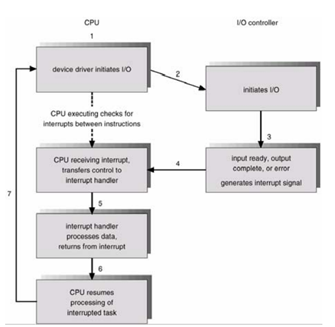 CPU
I/O controller
1
device driver initiates I/O
2
initiates I/O
CPU executing checks for
interrupts between instructions
3
CPU receiving interrupt,
transfers control to
interrupt handler
4
input ready, output
complete, or error
generates interrupt signal
7
5
interrupt handler
processes data,
returns from interrupt
6
CPU resumes
processing of
interrupted task